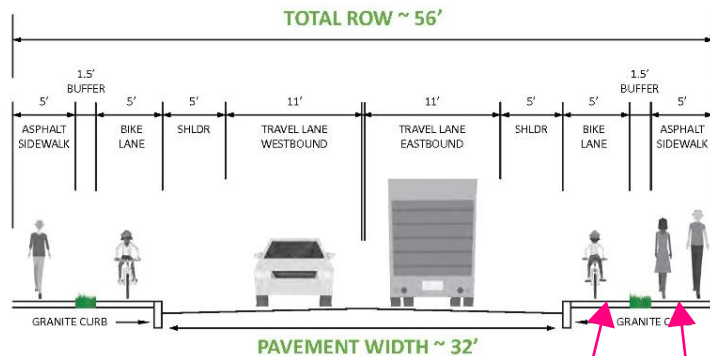 TOTAL ROW ~ 56'
1.5'
BUFFER
1.5'
BUFFER
5'
5'
5'
11'
11'
5'
5'
5'
ASPHALT
SIDEWALK
BIKE
LANE
SHLDR
TRAVEL LANE
WESTBOUND
TRAVEL LANE
EASTBOUND
SHLDR
BIKE
LANE
ASPHALT
SIDEWALK
GRANITE CURB
GRANITE
PAVEMENT WIDTH ~ 32'